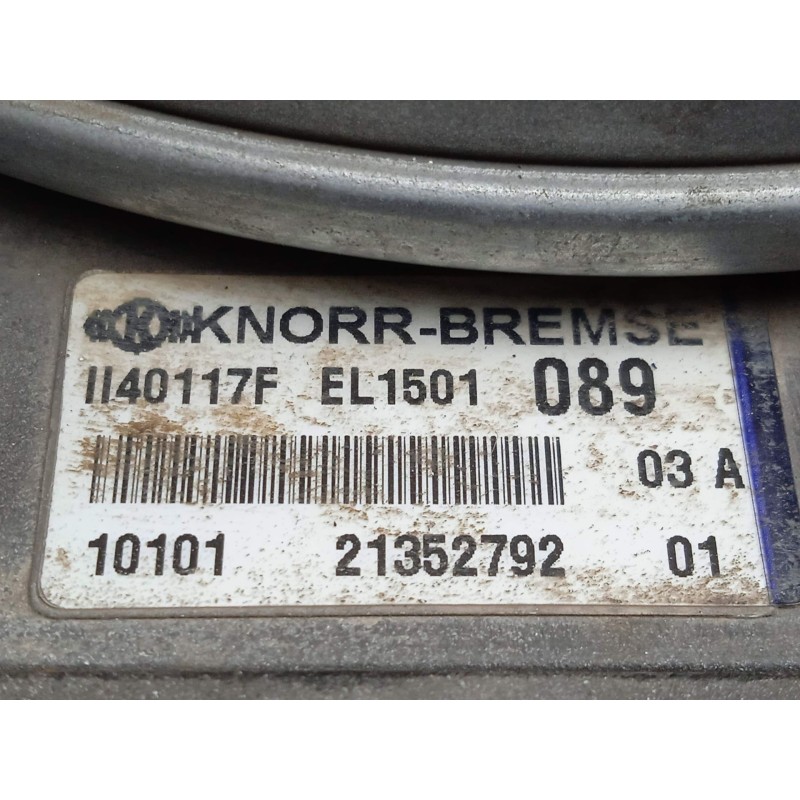 KNORR-BREMSE
II40117F EL1501 089
03 A
10101 21352792 01